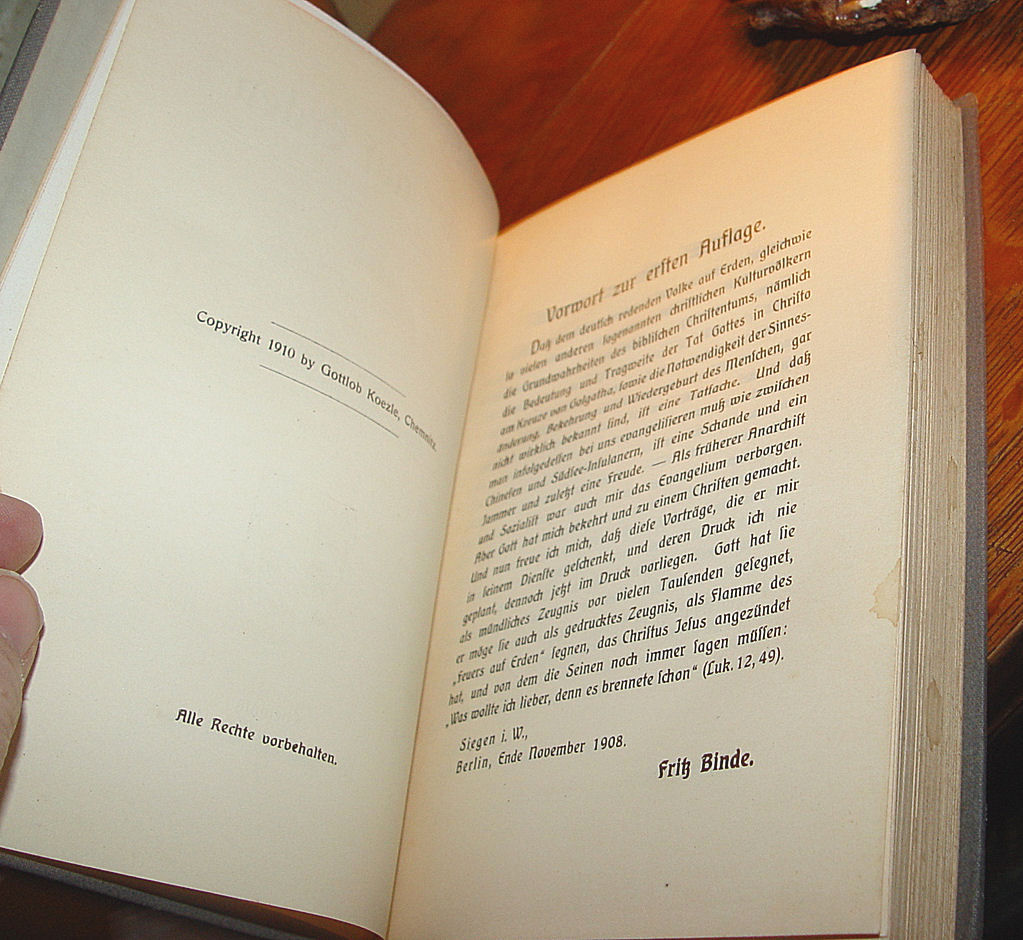 Copyright 1910 by Gottlob Koezle, Chemnitz.
Alle Rechte vorbehalten.
Vorwort zur erſten Auflage.
Daß dem deutſch redenden Volke auf Erden, gleichwie
ſo vielen anderen ſogenannten chriſtlichen Kulturvölkern
die Grundwahrheiten des bibliſchen Chriſtentums, nämlich
die Bedeutung und Tragweite der Tat Gottes in Chriſto
am Kreuze von Golgatha, ſowie die Notwendigkeit der Sinnes-
änderung, Bekehrung und Wiedergeburt des Menſchen, gar
nicht wirklich bekannt ſind, iſt eine Tatſache. Und daß
man infolgedeſſen bei uns evangeliſieren muß wie zwiſchen
Chineſen und Südſee-Inſulanern, iſt eine Schande und ein
Jammer und zuletzt eine Freude. — Als früherer Anarchiſt
und Sozialiſt war auch mir das Evangelium verborgen.
Aber Gott hat mich bekehrt und zu einem Chriſten gemacht.
Und nun freue ich mich, daß dieſe Vorträge, die er mir
in ſeinem Dienſte geſchenkt, und deren Druck ich nie
geplant, dennoch jetzt im Druck vorliegen. Gott hat ſie
als mündliches Zeugnis vor vielen Tauſenden geſegnet,
er möge ſie auch als gedrucktes Zeugnis, als Flamme des
„Feuers auf Erden“ ſegnen, das Chriſtus Jeſus angezündet
hat, und von dem die Seinen noch immer ſagen müſſen:
„Was wollte ich lieber, denn es brennete ſchon“ (Luk. 12, 49).
Siegen i. W.,
Berlin, Ende November 1908.
Fritz Binde.